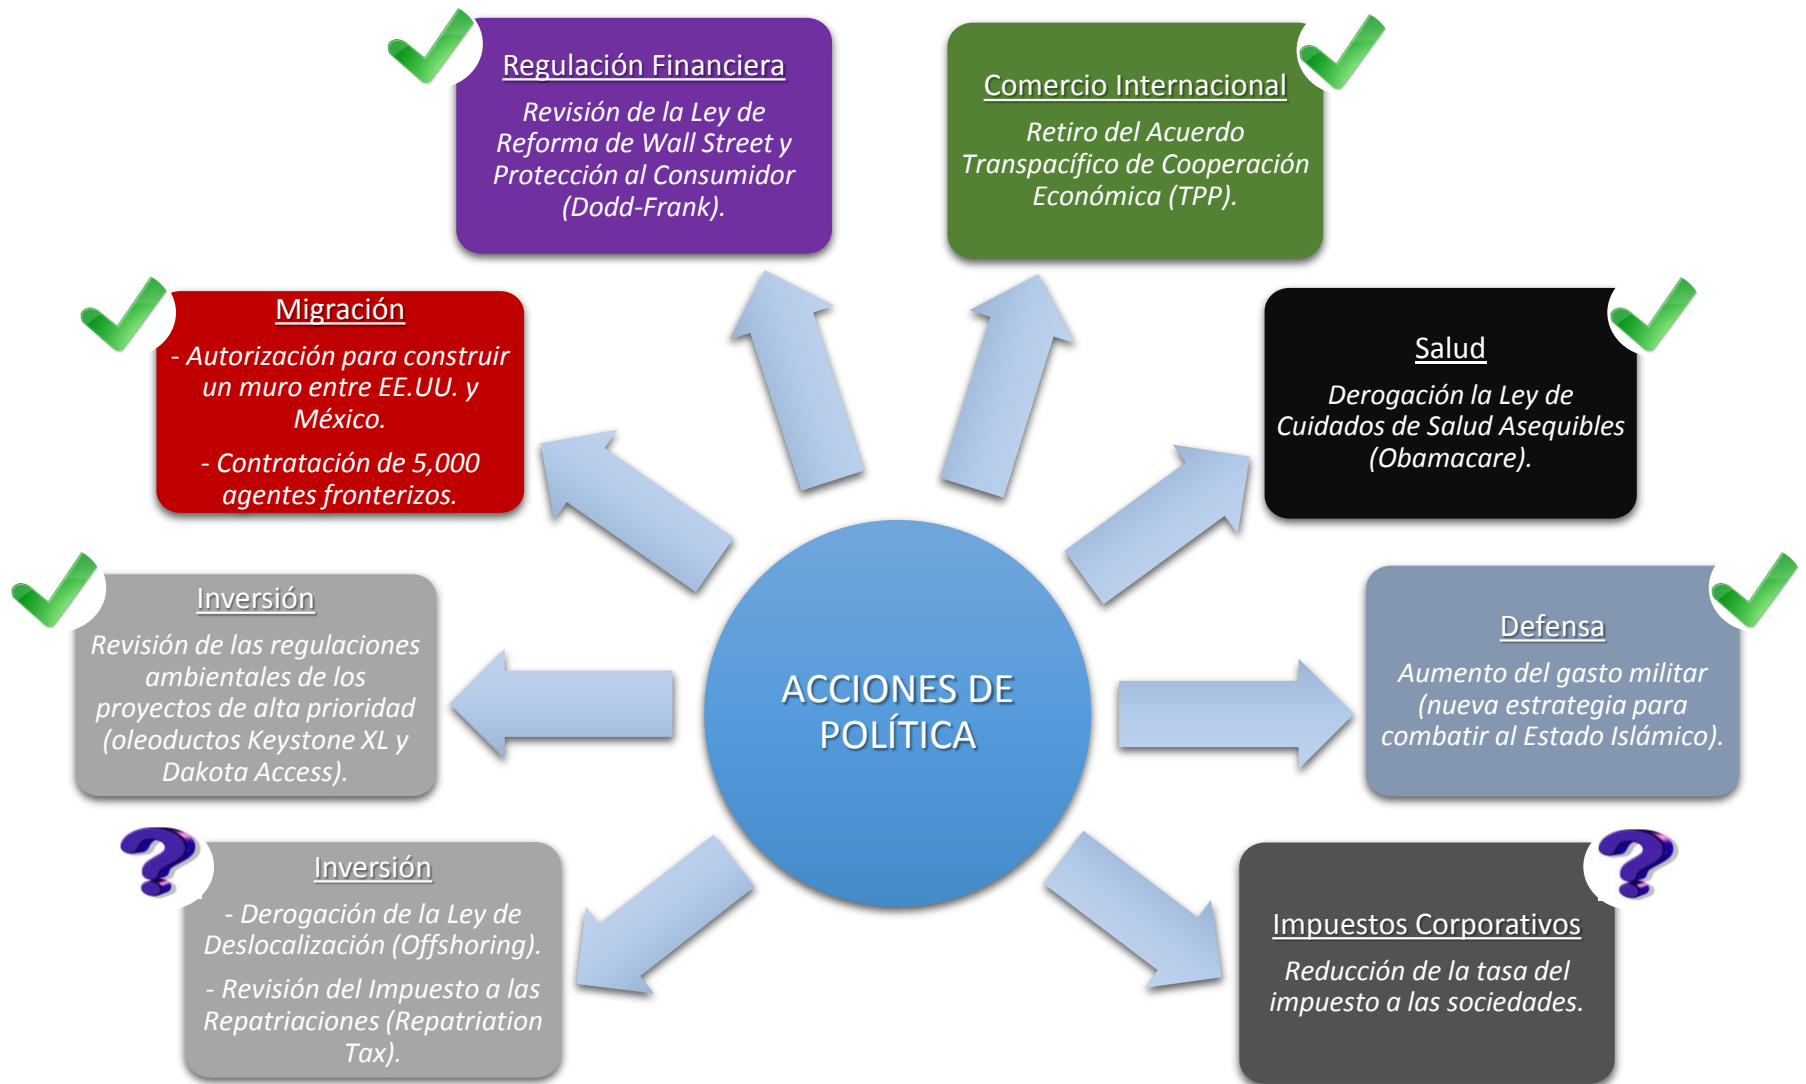 Regulación Financiera
Revisión de la Ley de
Reforma de Wall Street y
Protección al Consumidor
(Dodd-Frank).
Comercio Internacional
Retiro del Acuerdo
Transpacífico de Cooperación
Económica (TPP).
Migración
- Autorización para construir
un muro entre EE.UU. y
México.
- Contratación de 5,000
agentes fronterizos.
Salud
Derogación la Ley de
Cuidados de Salud Asequibles
(Obamacare).
Inversión
Revisión de las regulaciones
ambientales de los
proyectos de alta prioridad
(oleoductos Keystone XL y
Dakota Access).
ACCIONES DE
POLÍTICA
Defensa
Aumento del gasto militar
(nueva estrategia para
combatir al Estado Islámico).
Inversión
- Derogación de la Ley de
Deslocalización (Offshoring).
- Revisión del Impuesto a las
Repatriaciones (Repatriation
Tax).
Impuestos Corporativos
Reducción de la tasa del
impuesto a las sociedades.